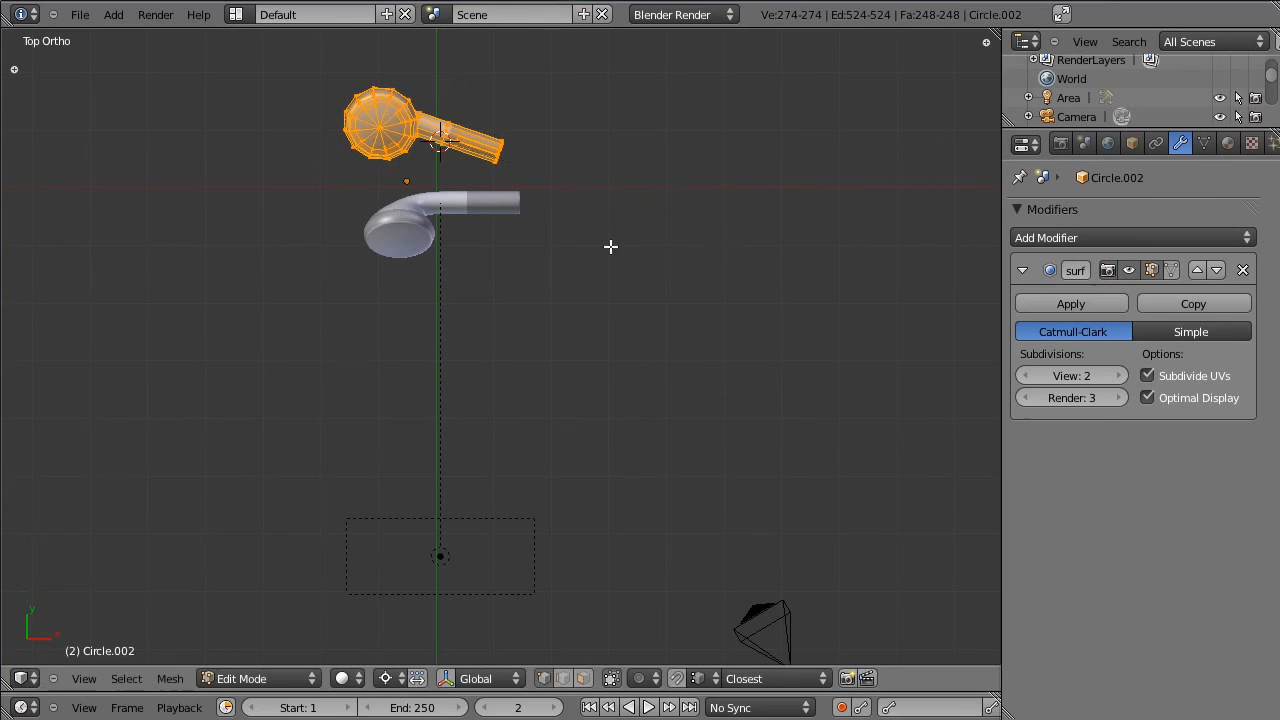 File Add Render Help Default Scene Blender Render Ve:274-274 | Ed:524-524 | Fa:248-248 | Circle.002
Top Ortho
View Search All Scenes
RenderLayers
World
Area
Camera
Circle.002
Modifiers
Add Modifier
surf
Apply Copy
Catmull-Clark Simple
Subdivisions: Options:
View: 2 Subdivide UVs
Render: 3 Optimal Display
y
x
(2) Circle.002
View Select Mesh Edit Mode Global Closest
View Frame Playback Start: 1 End: 250 2 No Sync